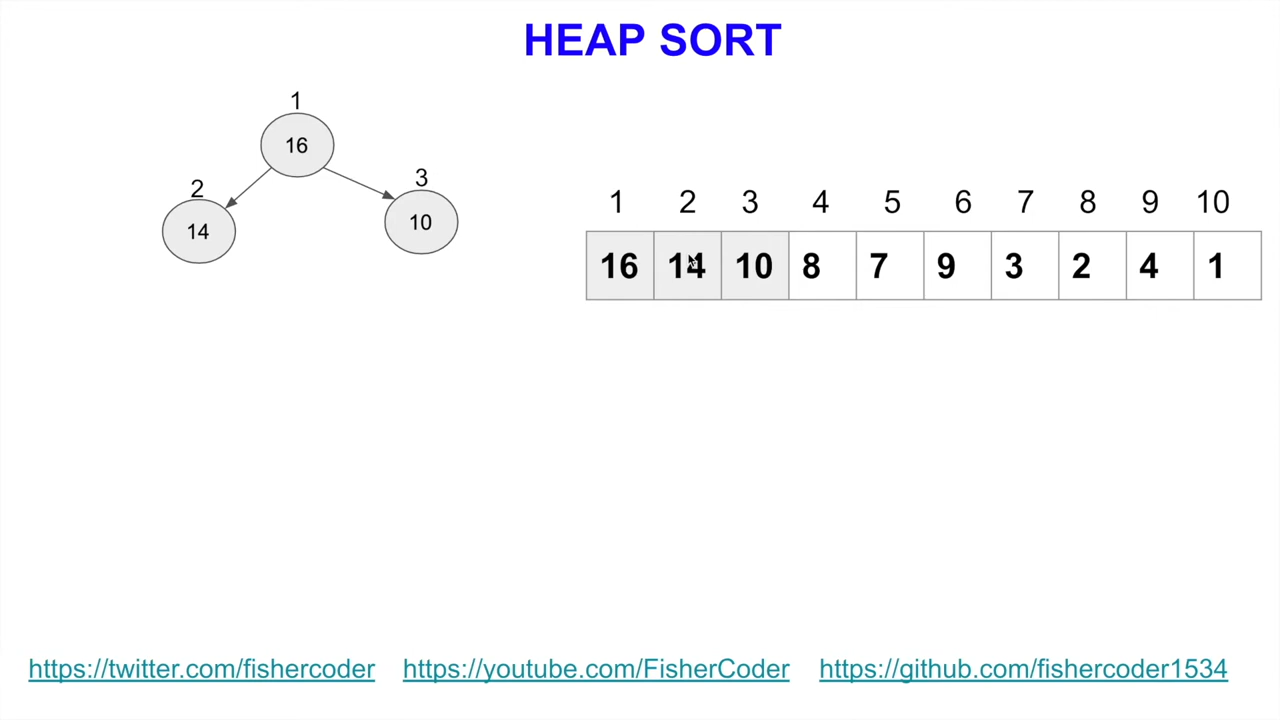 HEAP SORT
1
16
2
14
3
10
1 2 3 4 5 6 7 8 9 10
16 14 10 8 7 9 3 2 4 1
https://twitter.com/fishercoder https://youtube.com/FisherCoder https://github.com/fishercoder1534